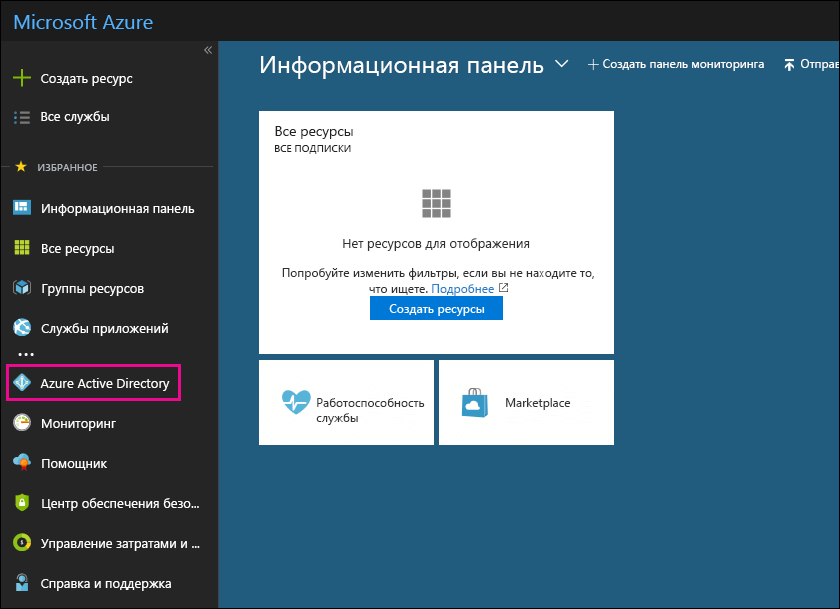 Microsoft Azure
«
Создать ресурс
Все службы
ИЗБРАННОЕ
Информационная панель
Все ресурсы
Группы ресурсов
Службы приложений
...
Azure Active Directory
Мониторинг
Помощник
Центр обеспечения безо...
Управление затратами и ...
Справка и поддержка
Информационная панель
Создать панель мониторинга
Отправ
Все ресурсы
ВСЕ ПОДПИСКИ
Нет ресурсов для отображения
Попробуйте изменить фильтры, если вы не находите то,
что ищете. Подробнее
Создать ресурсы
Работоспособность
службы
Marketplace